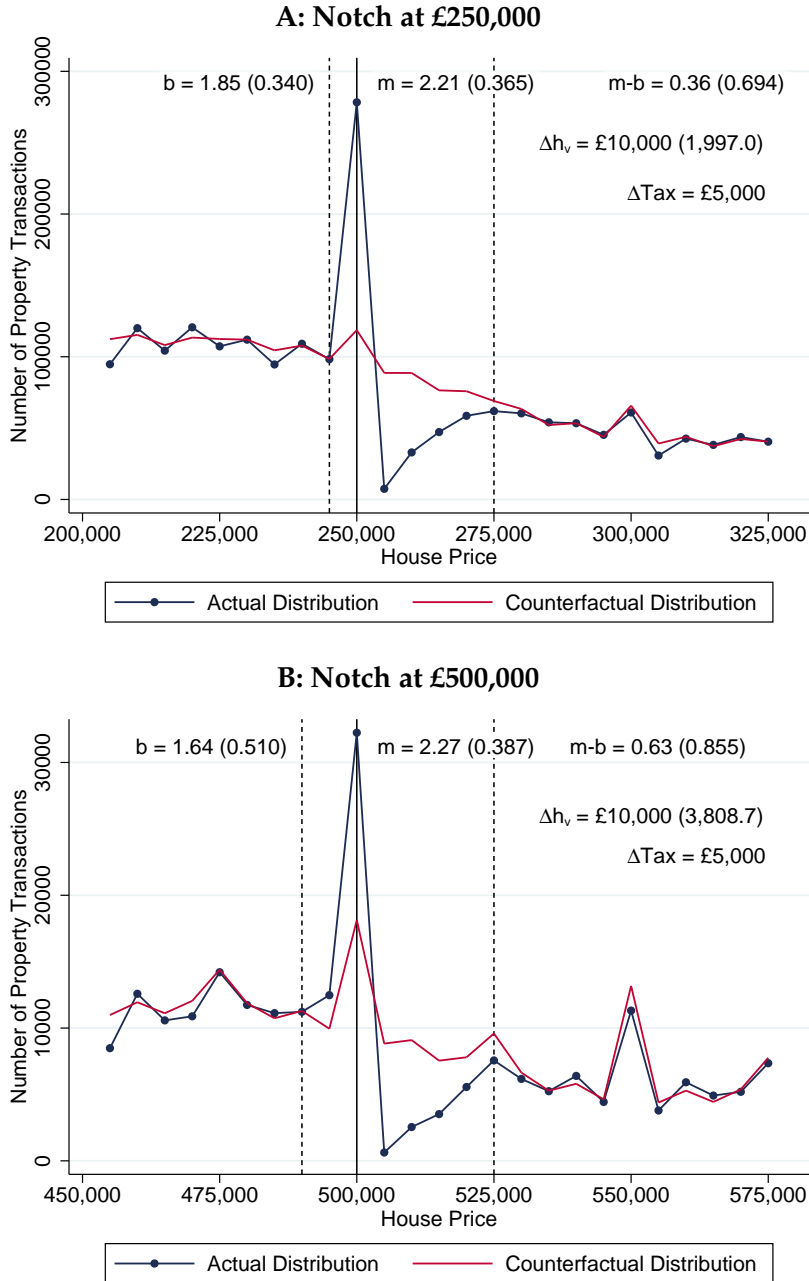 A: Notch at £250,000
b = 1.85 (0.340) m = 2.21 (0.365) m-b = 0.36 (0.694)
Δhv = £10,000 (1,997.0)
ΔTax = £5,000
Number of Property Transactions
300000
200000
100000
0
200,000 225,000 250,000 275,000 300,000 325,000
House Price
Actual Distribution Counterfactual Distribution
B: Notch at £500,000
b = 1.64 (0.510) m = 2.27 (0.387) m-b = 0.63 (0.855)
Δhv = £10,000 (3,808.7)
ΔTax = £5,000
Number of Property Transactions
30000
20000
10000
0
450,000 475,000 500,000 525,000 550,000 575,000
House Price
Actual Distribution Counterfactual Distribution